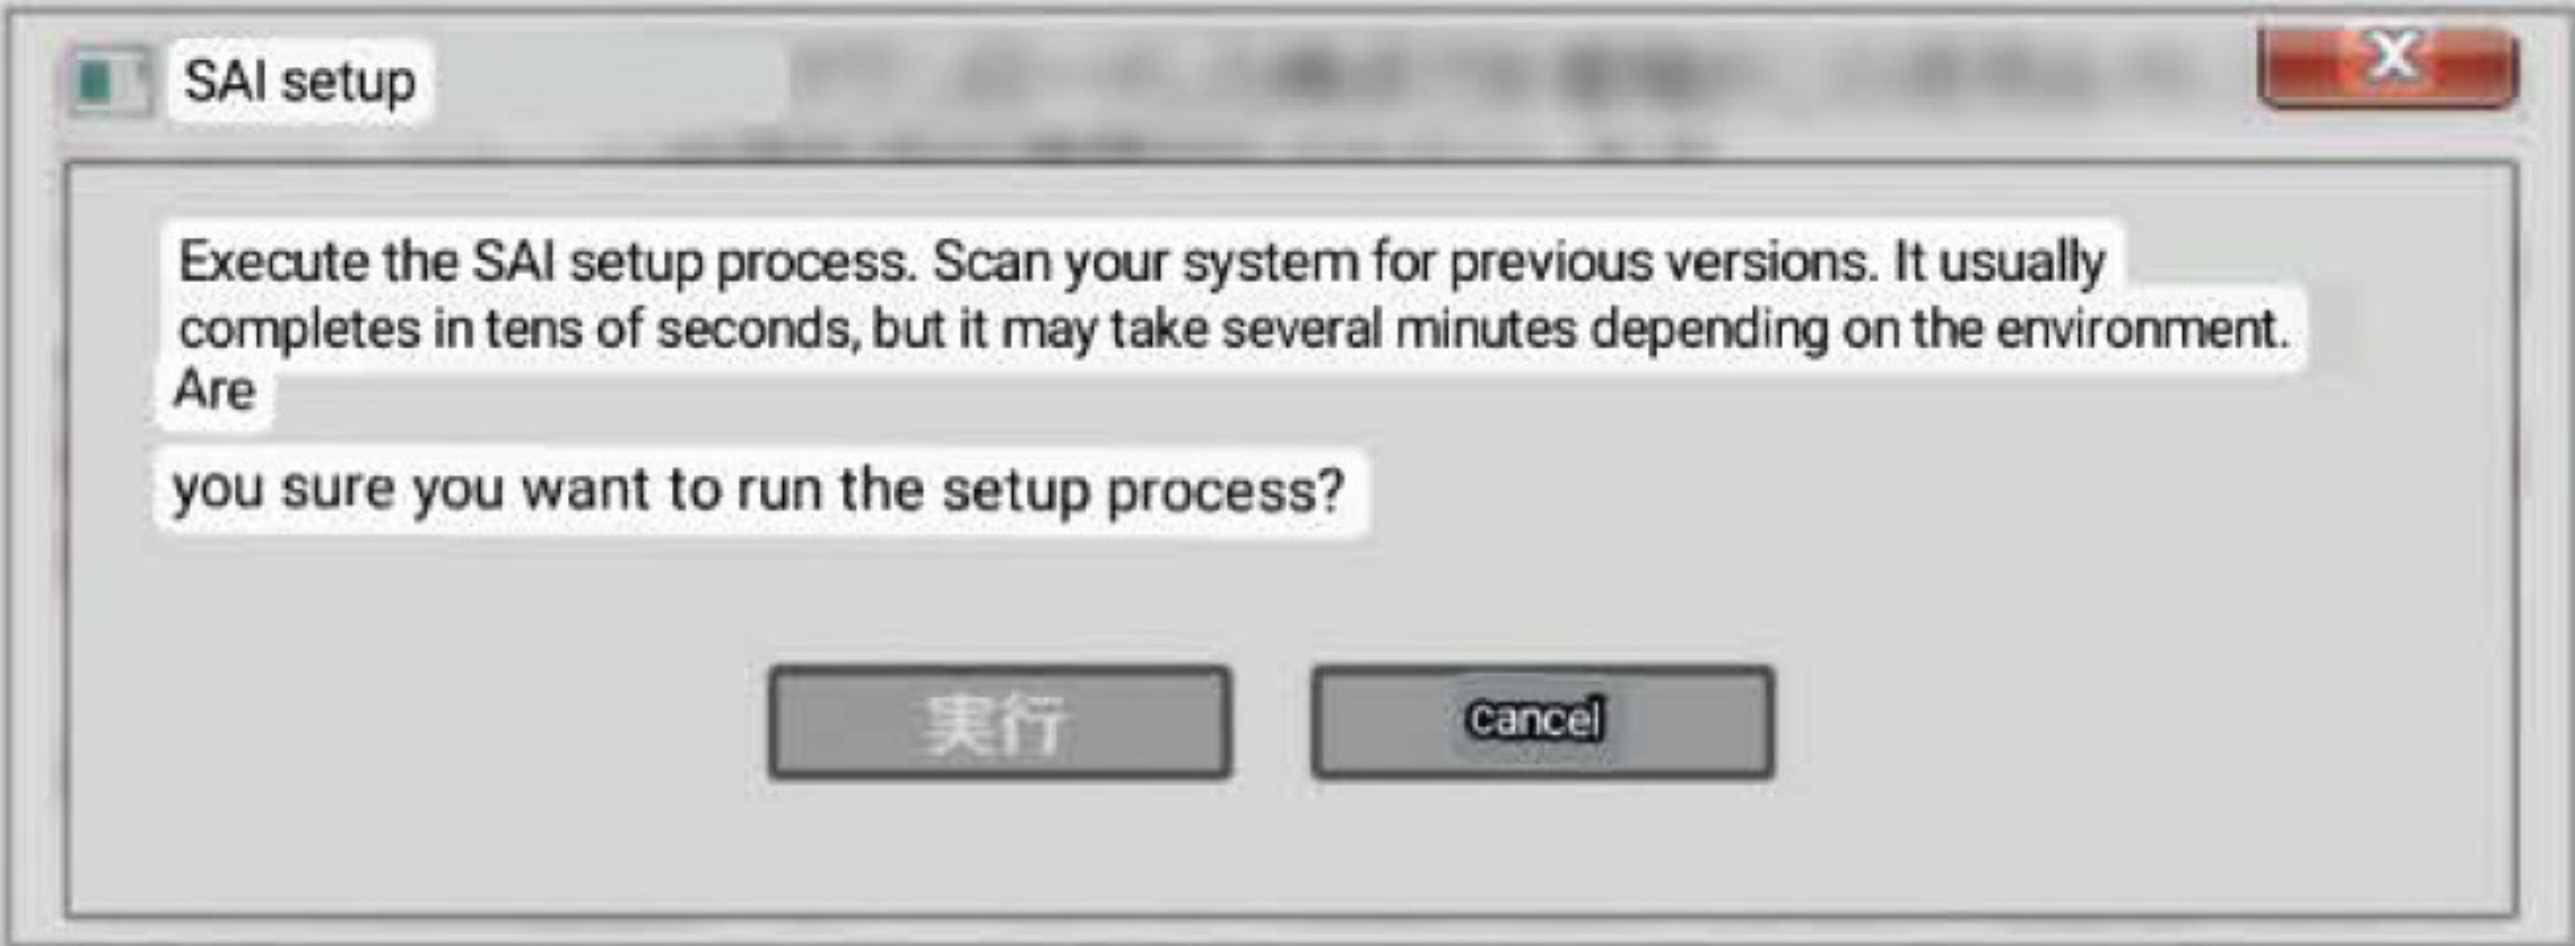 SAI setup
X
Execute the SAI setup process. Scan your system for previous versions. It usually
completes in tens of seconds, but it may take several minutes depending on the environment.
Are
you sure you want to run the setup process?
実行
cancel